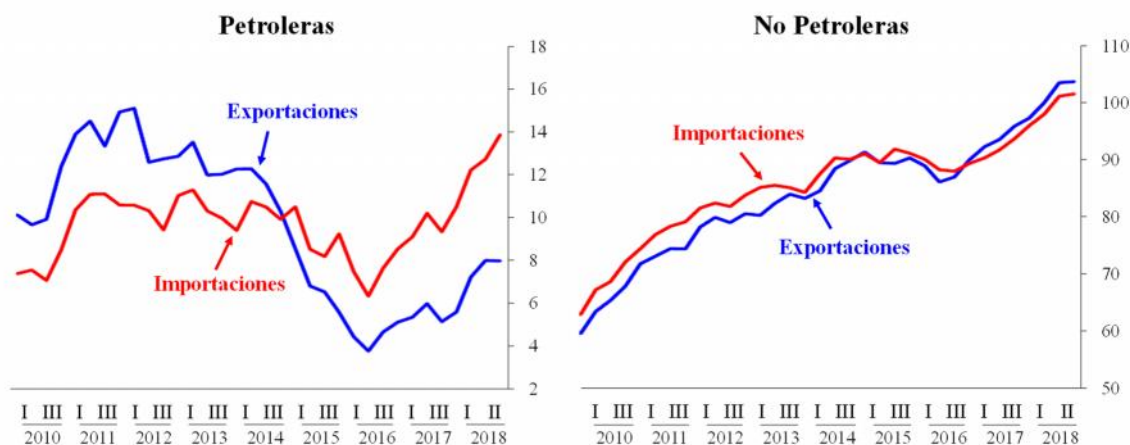 Petroleras
18
16
14
12
10
8
6
4
2
Exportaciones
Importaciones
I III I III I III I III I III I III I III I III I II
2010 2011 2012 2013 2014 2015 2016 2017 2018
No Petroleras
110
100
90
80
70
60
50
Importaciones
Exportaciones
I III I III I III I III I III I III I III I III I II
2010 2011 2012 2013 2014 2015 2016 2017 2018